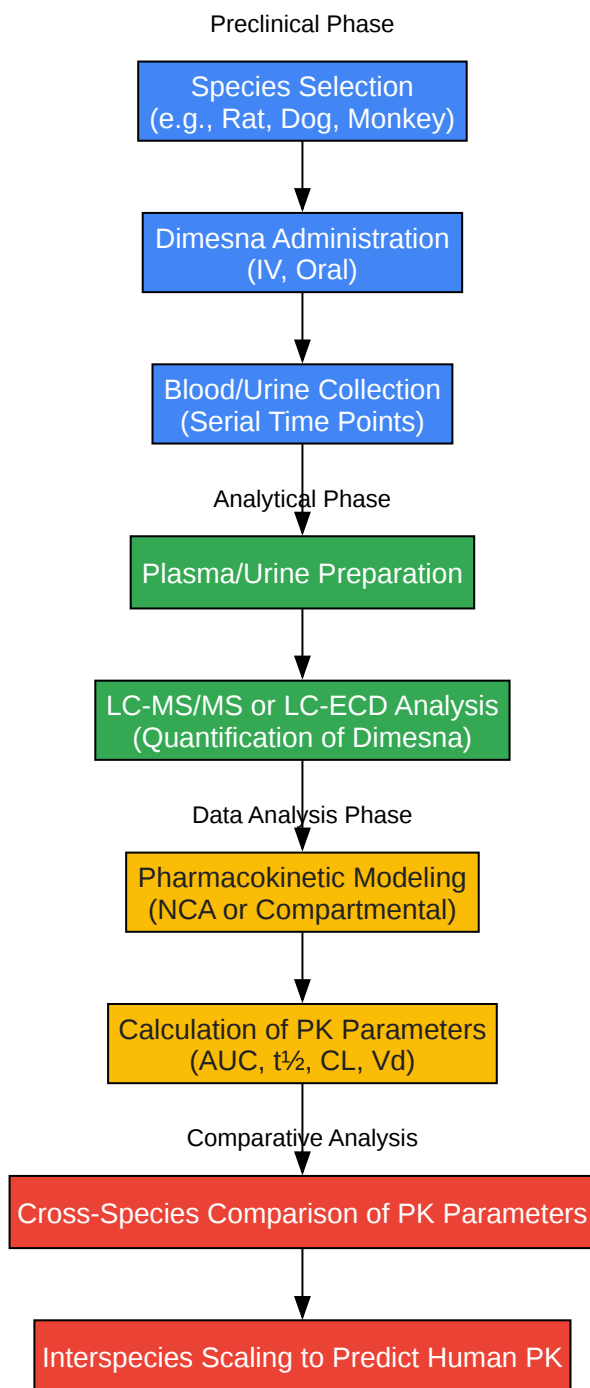 Preclinical Phase
Species Selection
(e.g., Rat, Dog, Monkey)
Dimesna Administration
(IV, Oral)
Blood/Urine Collection
(Serial Time Points)
Analytical Phase
Plasma/Urine Preparation
LC-MS/MS or LC-ECD Analysis
(Quantification of Dimesna)
Data Analysis Phase
Pharmacokinetic Modeling
(NCA or Compartmental)
Calculation of PK Parameters
(AUC, t½, CL, Vd)
Comparative Analysis
Cross-Species Comparison of PK Parameters
Interspecies Scaling to Predict Human PK